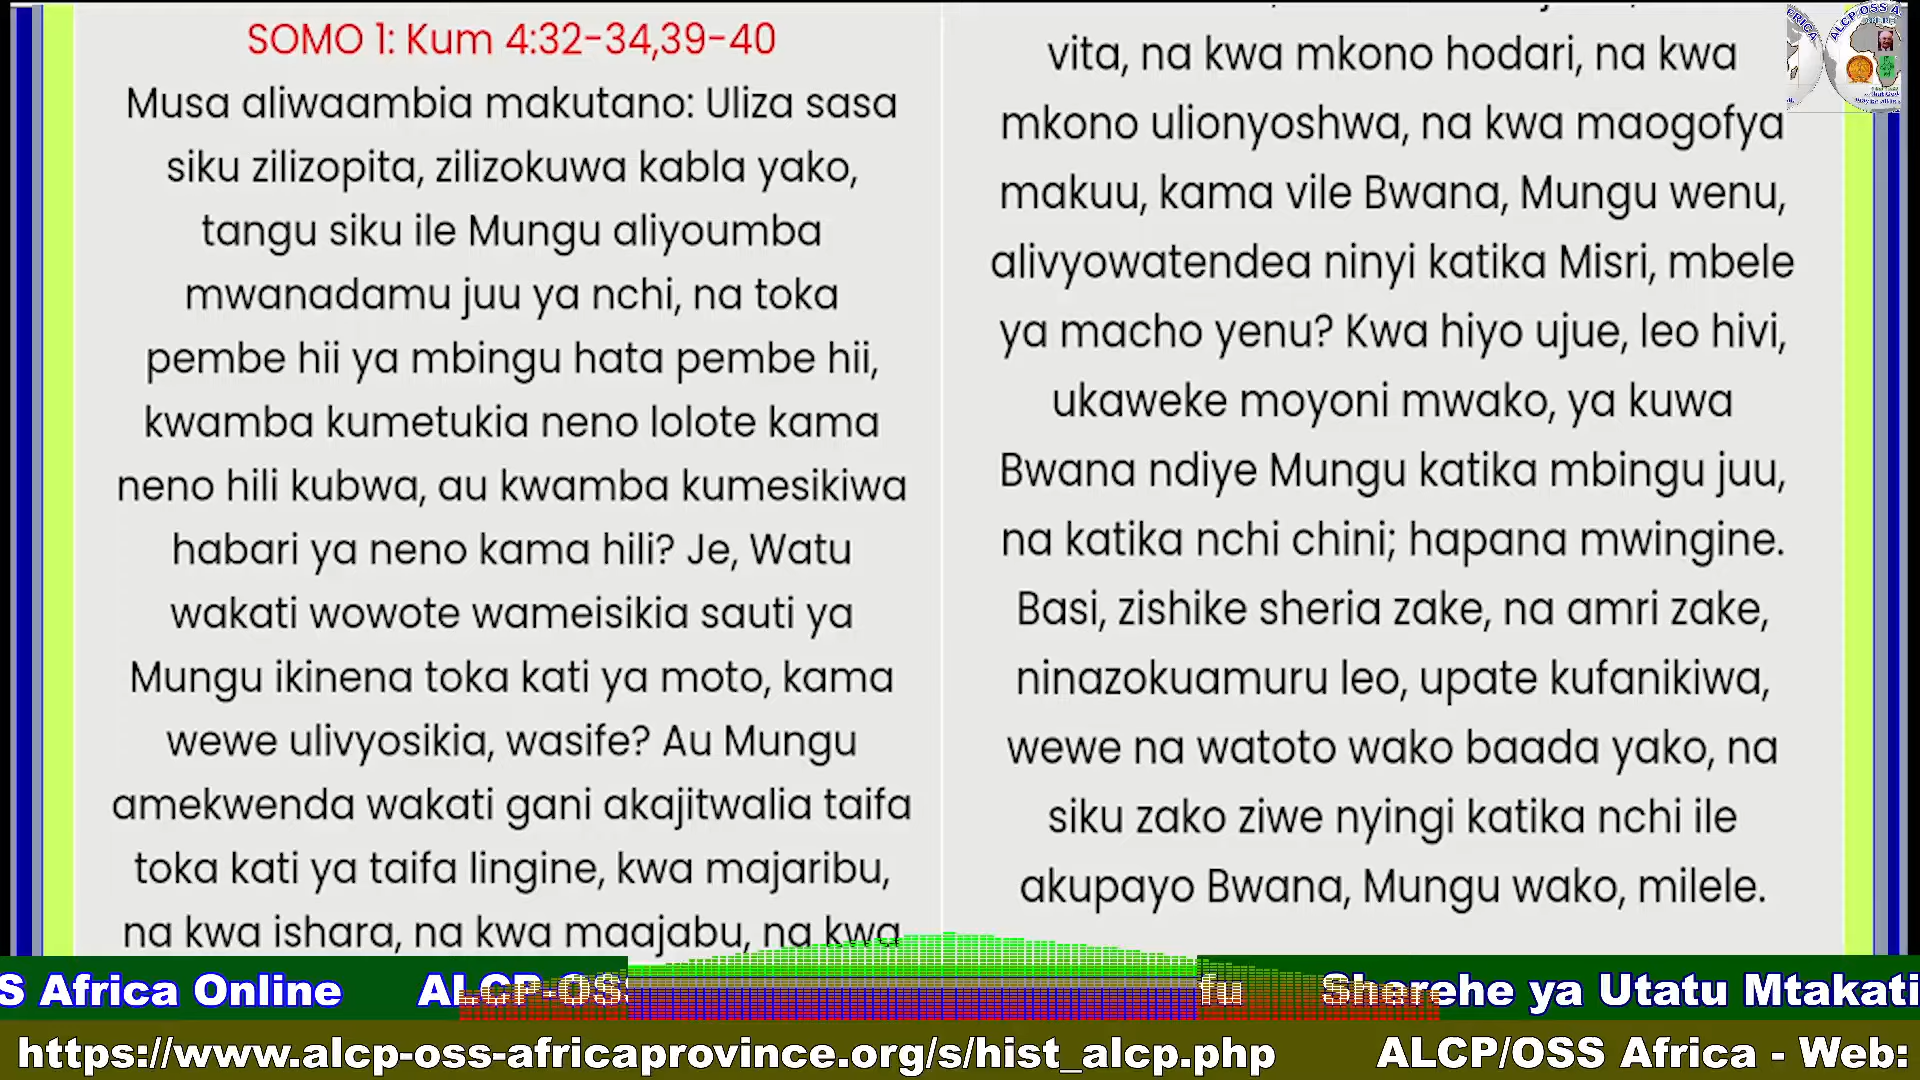 SOMO 1: Kum 4:32-34,39-40
Musa aliwaambia makutano: Uliza sasa
siku zilizopita, zilizokuwa kabla yako,
tangu siku ile Mungu aliyoumba
mwanadamu juu ya nchi, na toka
pembe hii ya mbingu hata pembe hii,
kwamba kumetukia neno lolote kama
neno hili kubwa, au kwamba kumesikiwa
habari ya neno kama hili? Je, Watu
wakati wowote wameisikia sauti ya
Mungu ikinena toka kati ya moto, kama
wewe ulivyosikia, wasife? Au Mungu
amekwenda wakati gani akajitwalia taifa
toka kati ya taifa lingine, kwa majaribu,
na kwa ishara, na kwa maajabu, na kwa
vita, na kwa mkono hodari, na kwa
mkono ulionyoshwa, na kwa maogofya
makuu, kama vile Bwana, Mungu wenu,
alivyowatendea ninyi katika Misri, mbele
ya macho yenu? Kwa hiyo ujue, leo hivi,
ukaweke moyoni mwako, ya kuwa
Bwana ndiye Mungu katika mbingu juu,
na katika nchi chini; hapana mwingine.
Basi, zishike sheria zake, na amri zake,
ninazokuamuru leo, upate kufanikiwa,
wewe na watoto wako baada yako, na
siku zako ziwe nyingi katika nchi ile
akupayo Bwana, Mungu wako, milele.
S Africa Online ALCP-OSS fu Sherehe ya Utatu Mtakati
https://www.alcp-oss-africaprovince.org/s/hist_alcp.php ALCP/OSS Africa - Web: